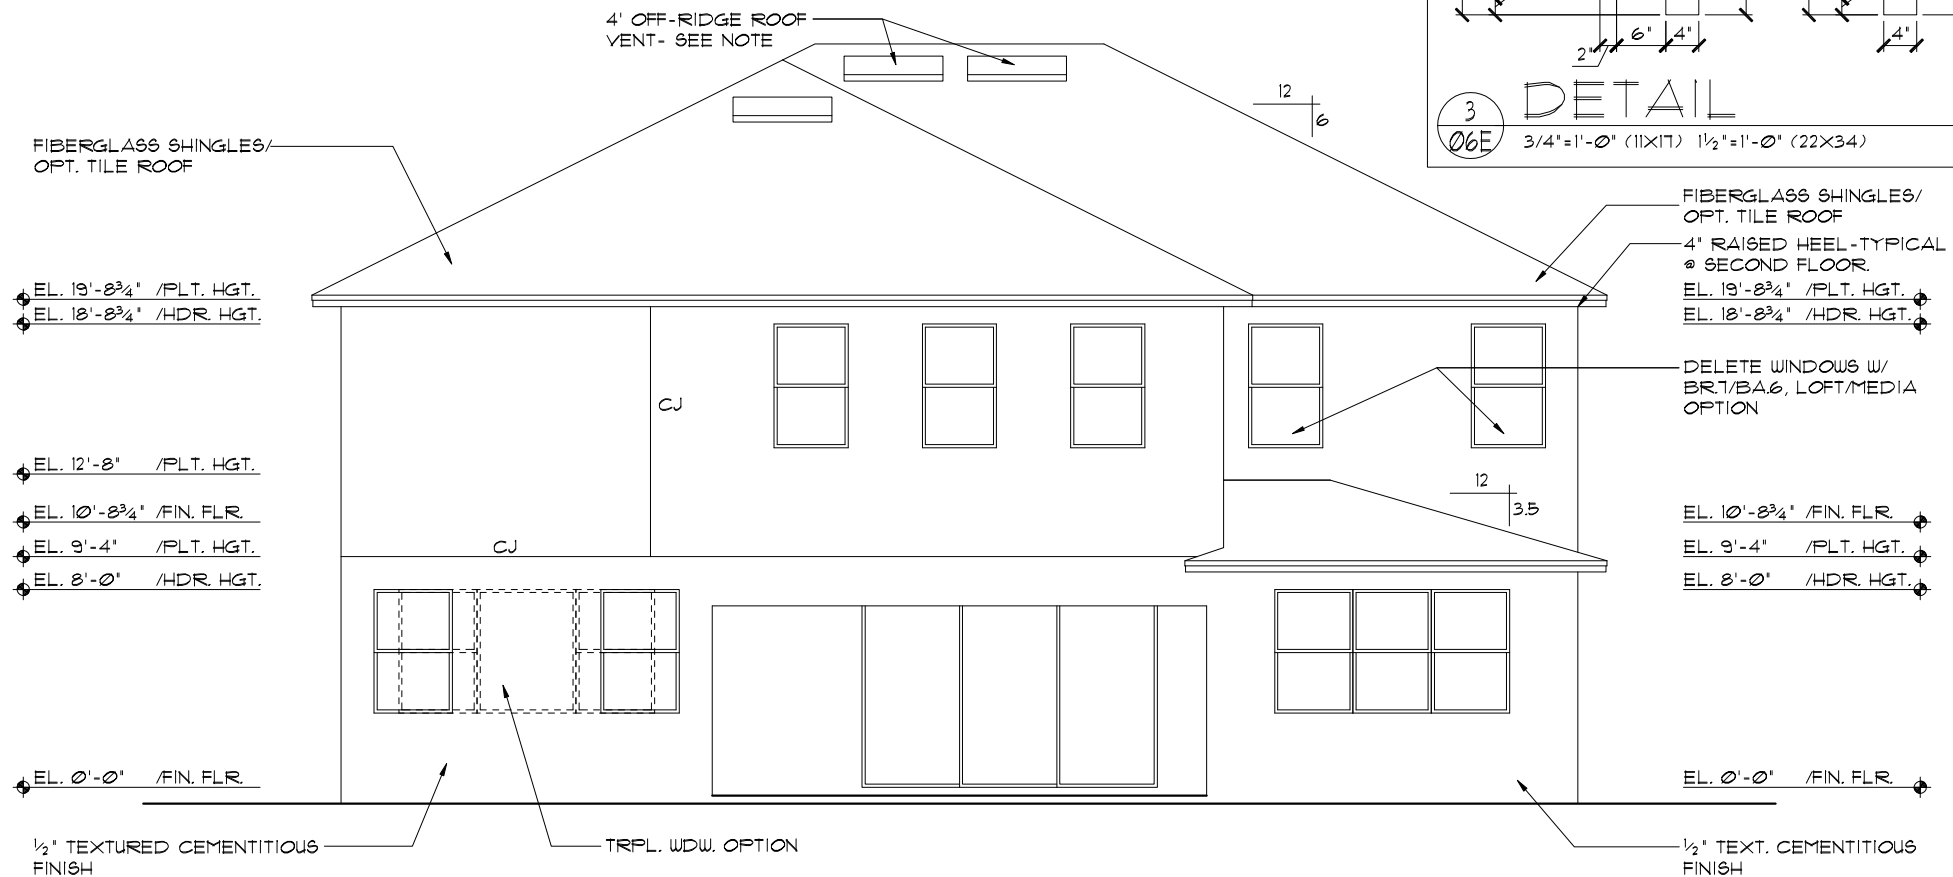 4' OFF-RIDGE ROOF
VENT- SEE NOTE
2"
6"
4"
4"
3
06E
DETAIL
3/4"=1'-0" (11X17) 1½"=1'-0" (22X34)
12
6
FIBERGLASS SHINGLES/
OPT. TILE ROOF
FIBERGLASS SHINGLES/
OPT. TILE ROOF
4" RAISED HEEL-TYPICAL
@ SECOND FLOOR.
EL. 19'-8¾" /PLT. HGT.
EL. 18'-8¾" /HDR. HGT.
EL. 19'-8¾" /PLT. HGT.
EL. 18'-8¾" /HDR. HGT.
DELETE WINDOWS W/
BR.7/BA.6, LOFT/MEDIA
OPTION
CJ
EL. 12'-8" /PLT. HGT.
12
3.5
EL. 10'-8¾" /FIN. FLR.
EL. 9'-4" /PLT. HGT.
EL. 8'-0" /HDR. HGT.
CJ
EL. 10'-8¾" /FIN. FLR.
EL. 9'-4" /PLT. HGT.
EL. 8'-0" /HDR. HGT.
EL. 0'-0" /FIN. FLR.
EL. 0'-0" /FIN. FLR.
½" TEXTURED CEMENTITIOUS
FINISH
TRPL. WDW. OPTION
½" TEXT. CEMENTITIOUS
FINISH